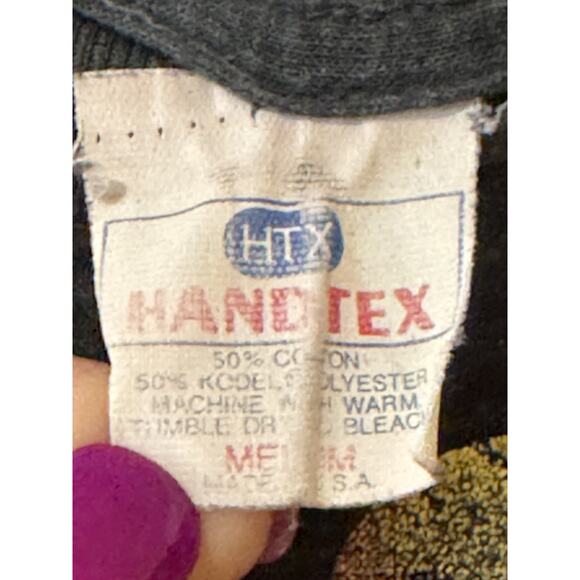 HTX
HANDTEX
50% COTTON
50% KODEL® POLYESTER
MACHINE WASH WARM
TUMBLE DRY NO BLEACH
MEDIUM
MADE IN U.S.A.